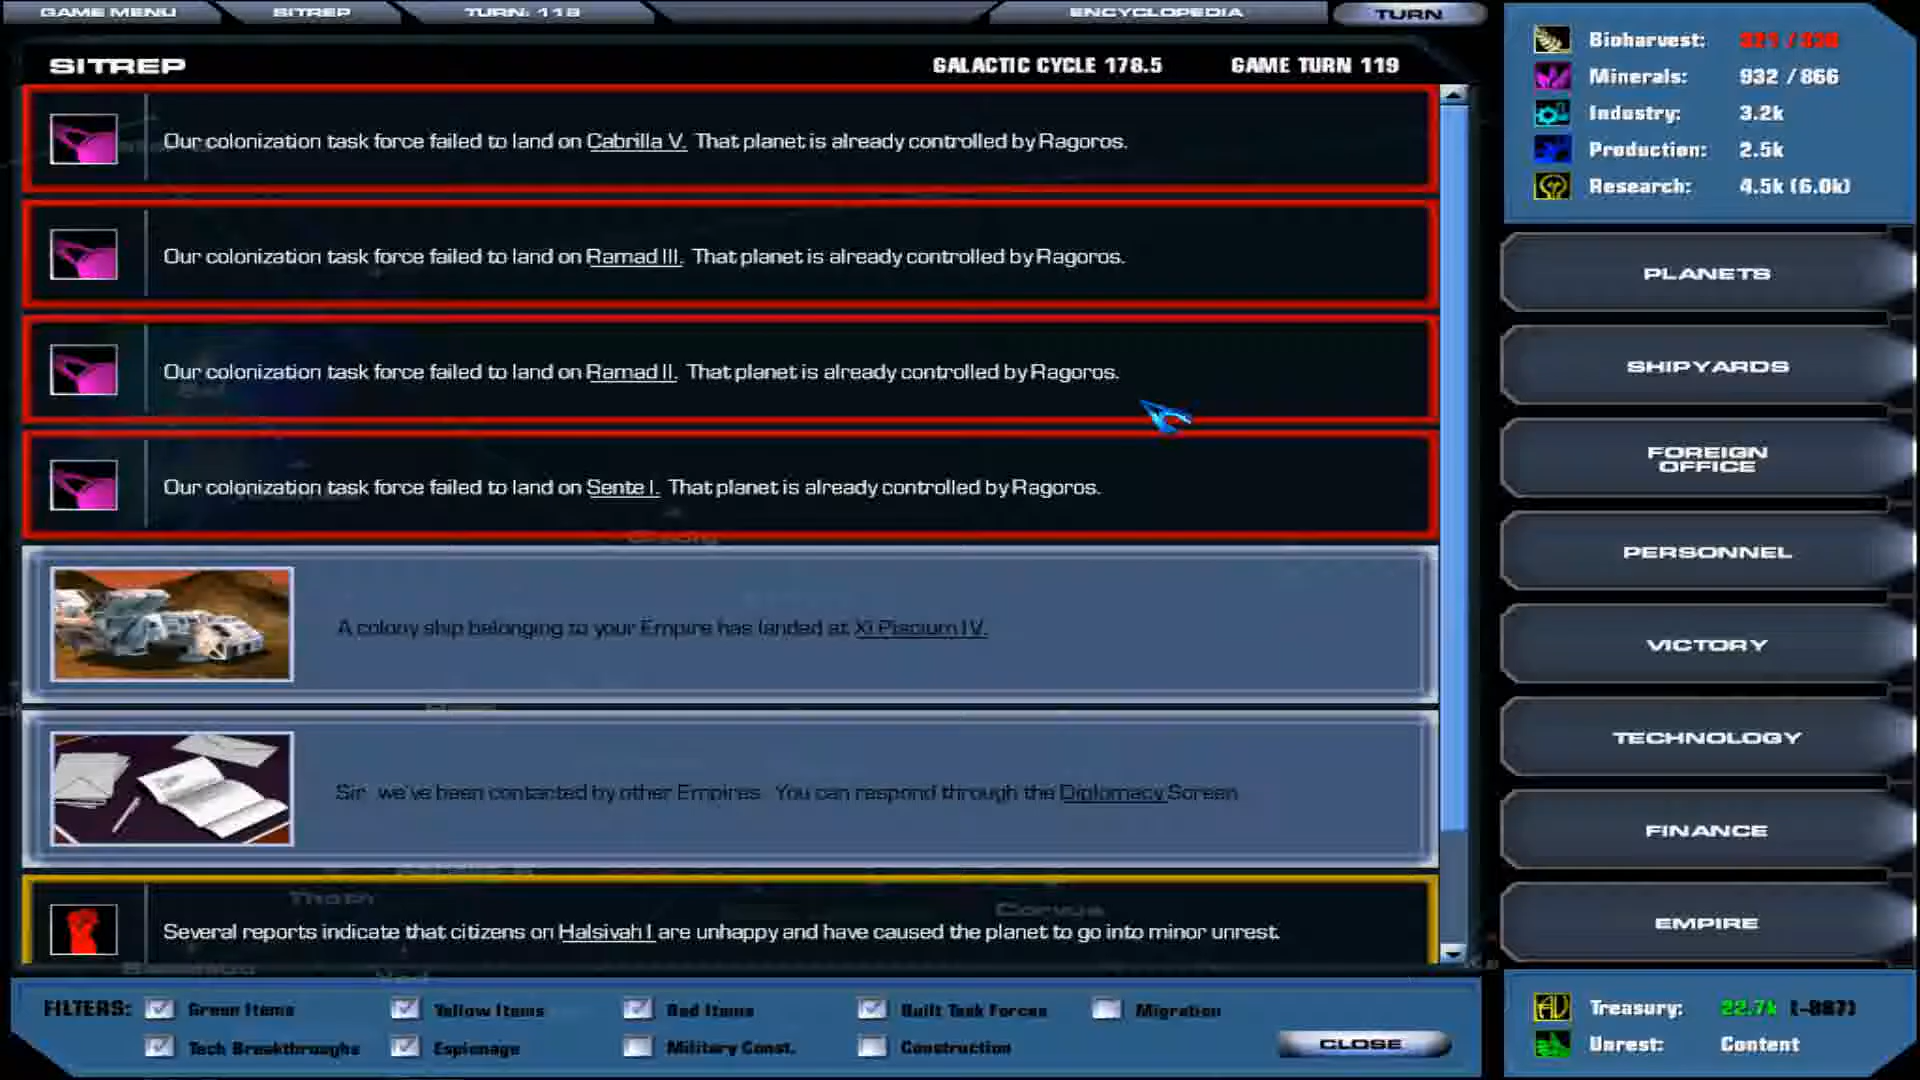 GAME MENU
SITREP
TURN: 118
ENCYCLOPEDIA
TURN
SITREP
GALACTIC CYCLE 178.5
GAME TURN 119
Our colonization task force failed to land on Cabrilla V. That planet is already controlled by Ragoros.
Our colonization task force failed to land on Ramad III. That planet is already controlled by Ragoros.
Our colonization task force failed to land on Ramad II. That planet is already controlled by Ragoros.
Our colonization task force failed to land on Sente I. That planet is already controlled by Ragoros.
A colony ship belonging to your Empire has landed at Xi Piscium IV.
Sir, we've been contacted by other Empires. You can respond through the Diplomacy Screen
Thorn
Corvus
Several reports indicate that citizens on Halsivah I are unhappy and have caused the planet to go into minor unrest.
FILTERS:
Green Items
Yellow Items
Red Items
Built Task Forces
Migration
Tech Breakthroughs
Espionage
Military Const.
Construction
CLOSE
Bioharvest:
Minerals: 932 / 866
Industry: 3.2k
Production: 2.5k
Research: 4.5k (6.0k)
PLANETS
SHIPYARDS
FOREIGN
OFFICE
PERSONNEL
VICTORY
TECHNOLOGY
FINANCE
EMPIRE
Treasury: 22.7k (-887)
Unrest: Content